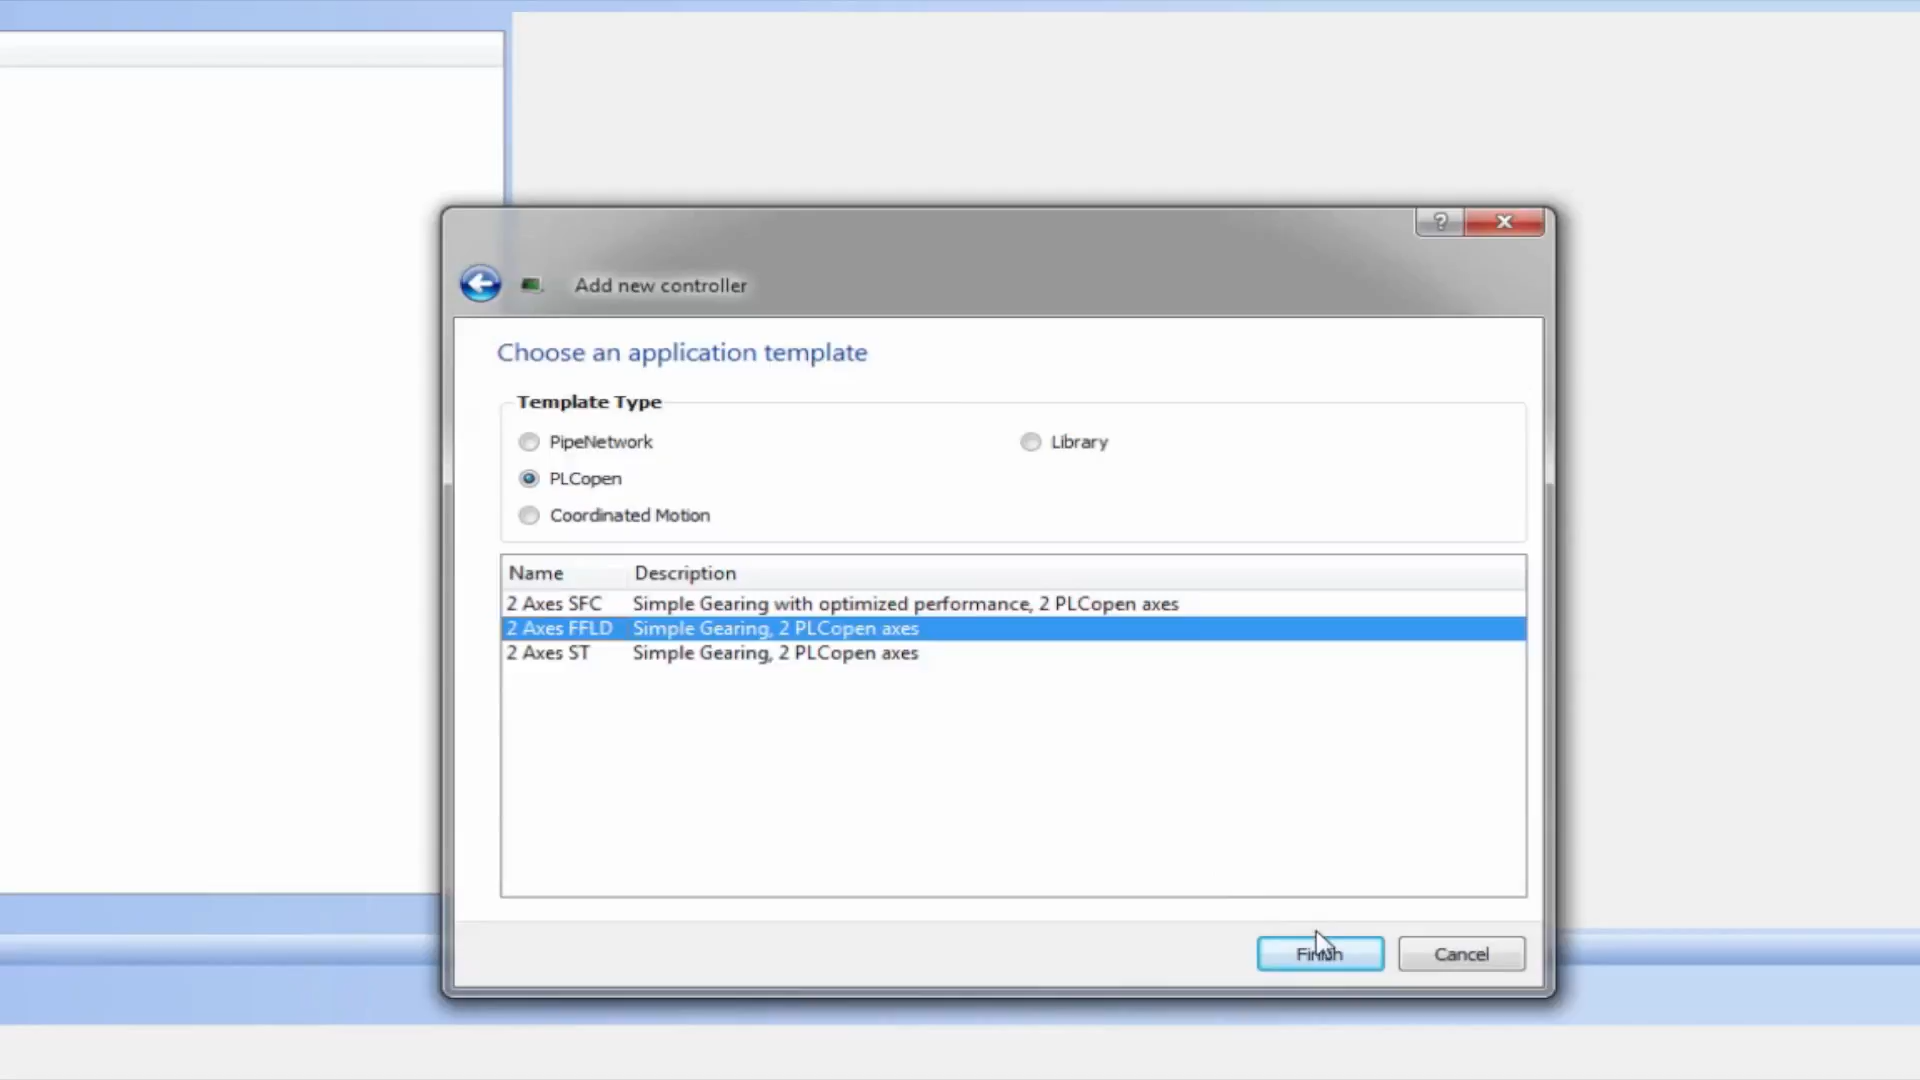 ?
Add new controller
Choose an application template
Template Type
PipeNetwork
Library
PLCopen
Coordinated Motion
Name Description
2 Axes SFC Simple Gearing with optimized performance, 2 PLCopen axes
2 Axes FFLD Simple Gearing, 2 PLCopen axes
2 Axes ST Simple Gearing, 2 PLCopen axes
Finish Cancel